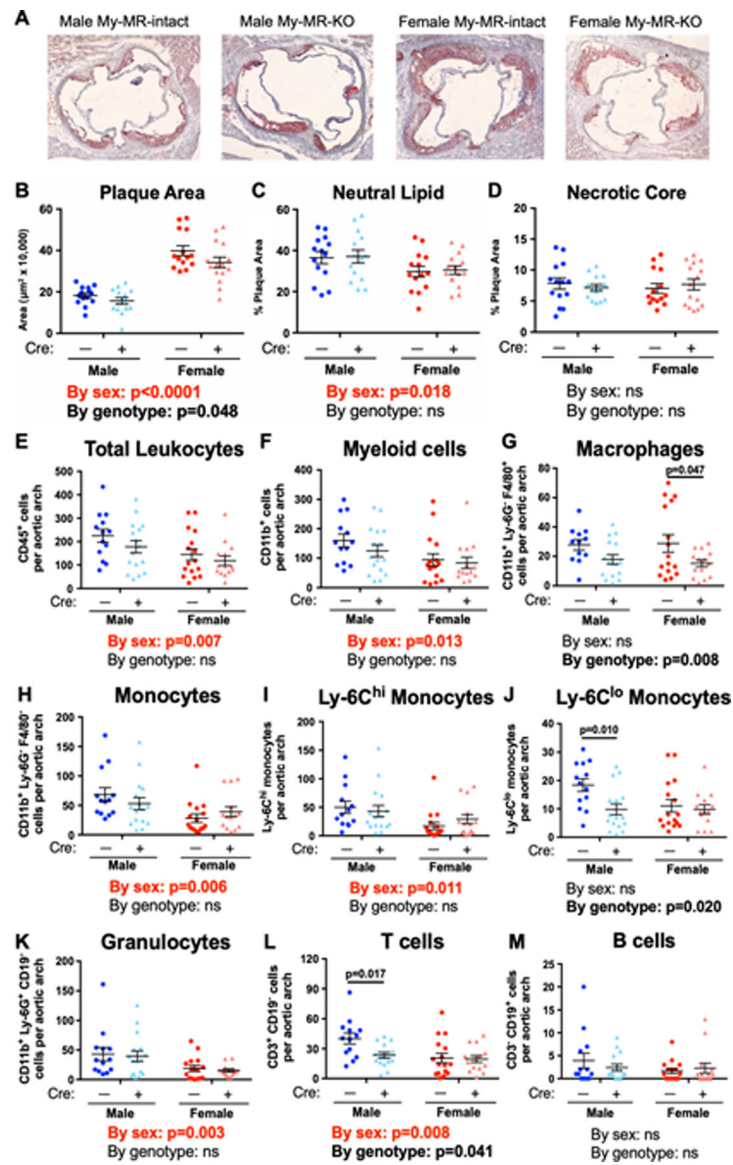 A Male My-MR-intact Male My-MR-KO Female My-MR-intact Female My-MR-KO
B Plaque Area
Area (µm² x 10,000)
60
40
20
0
Cre: — + — +
Male Female
By sex: p<0.0001
By genotype: p=0.048
C Neutral Lipid
% Plaque Area
60
40
20
0
Cre: — + — +
Male Female
By sex: p=0.018
By genotype: ns
D Necrotic Core
% Plaque Area
20
15
10
5
0
Cre: — + — +
Male Female
By sex: ns
By genotype: ns
E Total Leukocytes
CD45⁺ cells
per aortic arch
500
400
300
200
100
0
Cre: — + — +
Male Female
By sex: p=0.007
By genotype: ns
F Myeloid cells
CD11b⁺ cells
per aortic arch
400
300
200
100
0
Cre: — + — +
Male Female
By sex: p=0.013
By genotype: ns
G Macrophages
CD11b⁺ Ly-6G⁻ F4/80⁺
cells per aortic arch
80
60
40
20
0
p=0.047
Cre: — + — +
Male Female
By sex: ns
By genotype: p=0.008
H Monocytes
CD11b⁺ Ly-6G⁻ F4/80⁻
cells per aortic arch
200
150
100
50
0
Cre: — + — +
Male Female
By sex: p=0.006
By genotype: ns
I Ly-6Cʰⁱ Monocytes
Ly-6Cʰⁱ monocytes
per aortic arch
200
150
100
50
0
Cre: — + — +
Male Female
By sex: p=0.011
By genotype: ns
J Ly-6Cˡᵒ Monocytes
Ly-6Cˡᵒ monocytes
per aortic arch
40
30
20
10
0
p=0.010
Cre: — + — +
Male Female
By sex: ns
By genotype: p=0.020
K Granulocytes
CD11b⁺ Ly-6G⁺ CD19⁻
cells per aortic arch
200
150
100
50
0
Cre: — + — +
Male Female
By sex: p=0.003
By genotype: ns
L T cells
CD3⁺ CD19⁻ cells
per aortic arch
120
90
60
30
0
p=0.017
Cre: — + — +
Male Female
By sex: p=0.008
By genotype: p=0.041
M B cells
CD3⁻ CD19⁺ cells
per aortic arch
25
20
15
10
5
0
Cre: — + — +
Male Female
By sex: ns
By genotype: ns